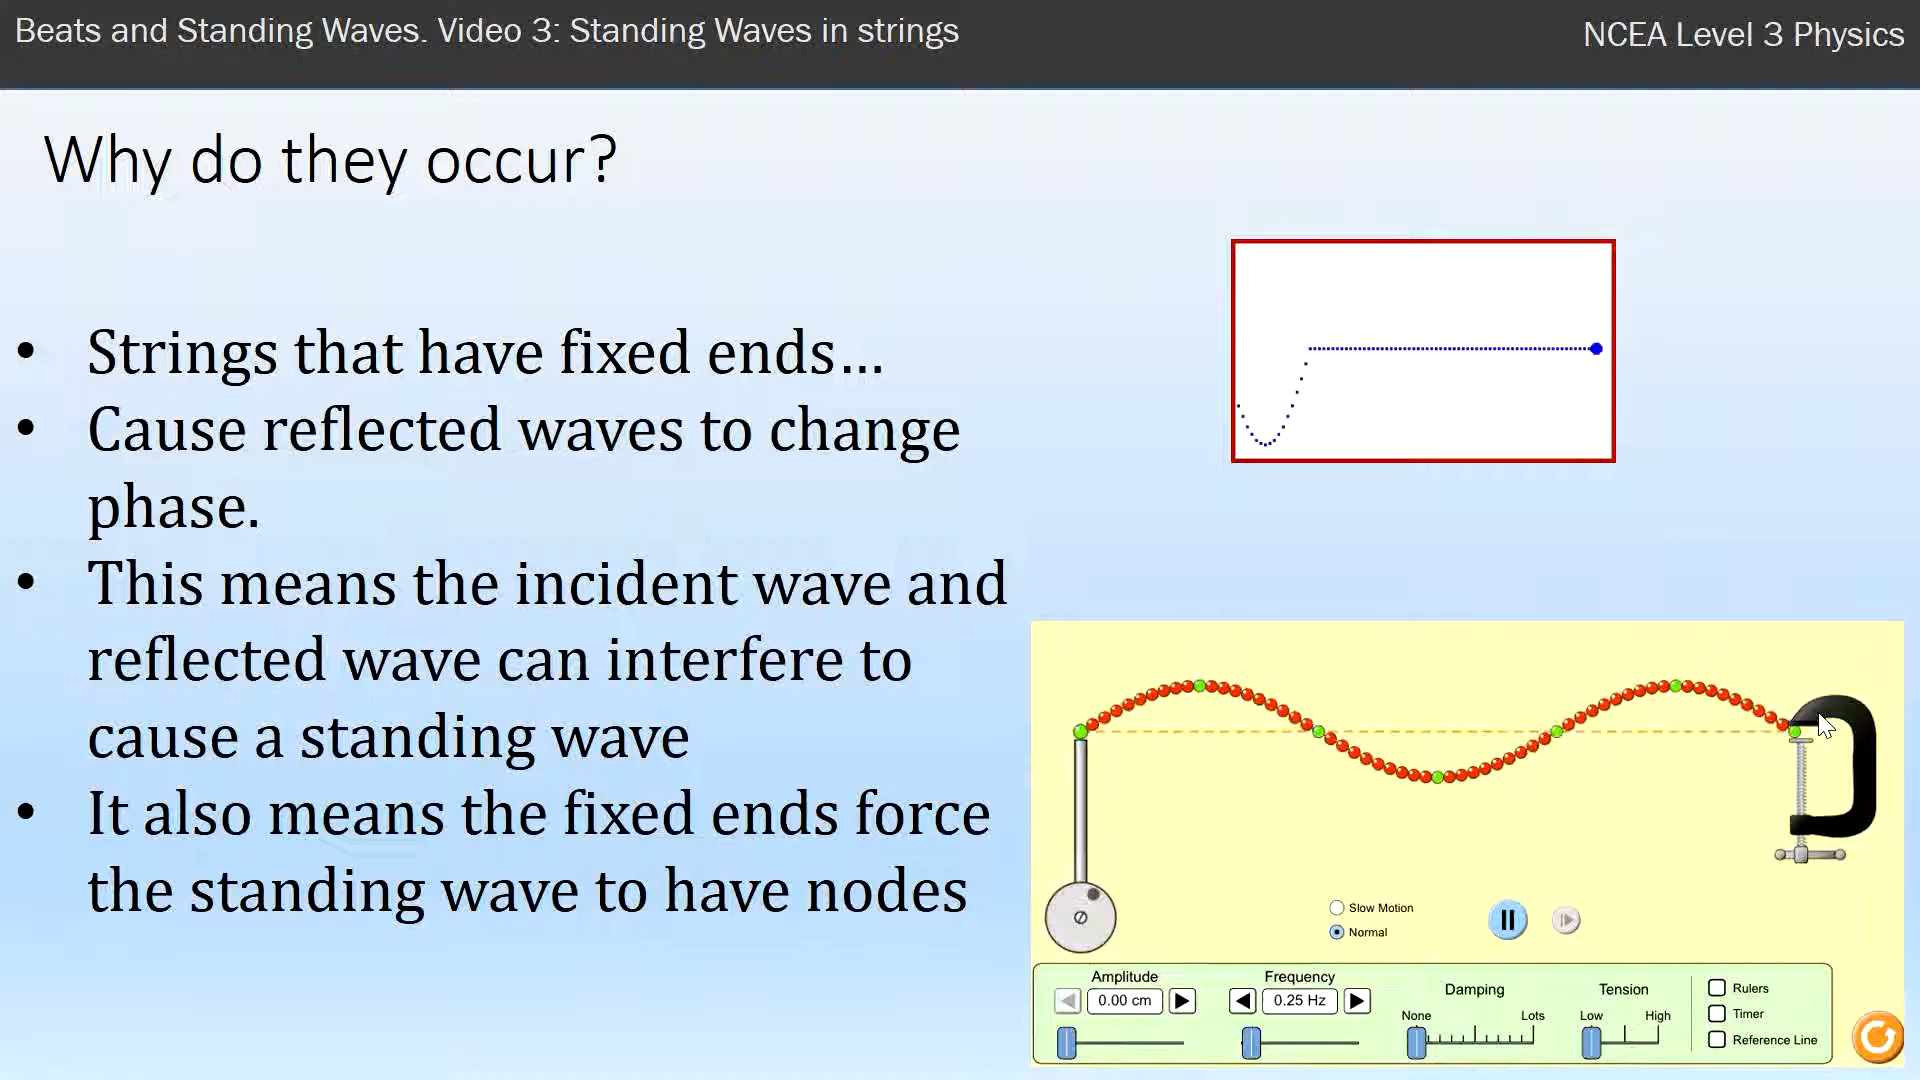 Beats and Standing Waves. Video 3: Standing Waves in strings
NCEA Level 3 Physics
Why do they occur?
• Strings that have fixed ends…
• Cause reflected waves to change
phase.
• This means the incident wave and
reflected wave can interfere to
cause a standing wave
• It also means the fixed ends force
the standing wave to have nodes
Slow Motion
Normal
Amplitude
0.00 cm
Frequency
0.25 Hz
Damping
None Lots
Tension
Low High
Rulers
Timer
Reference Line